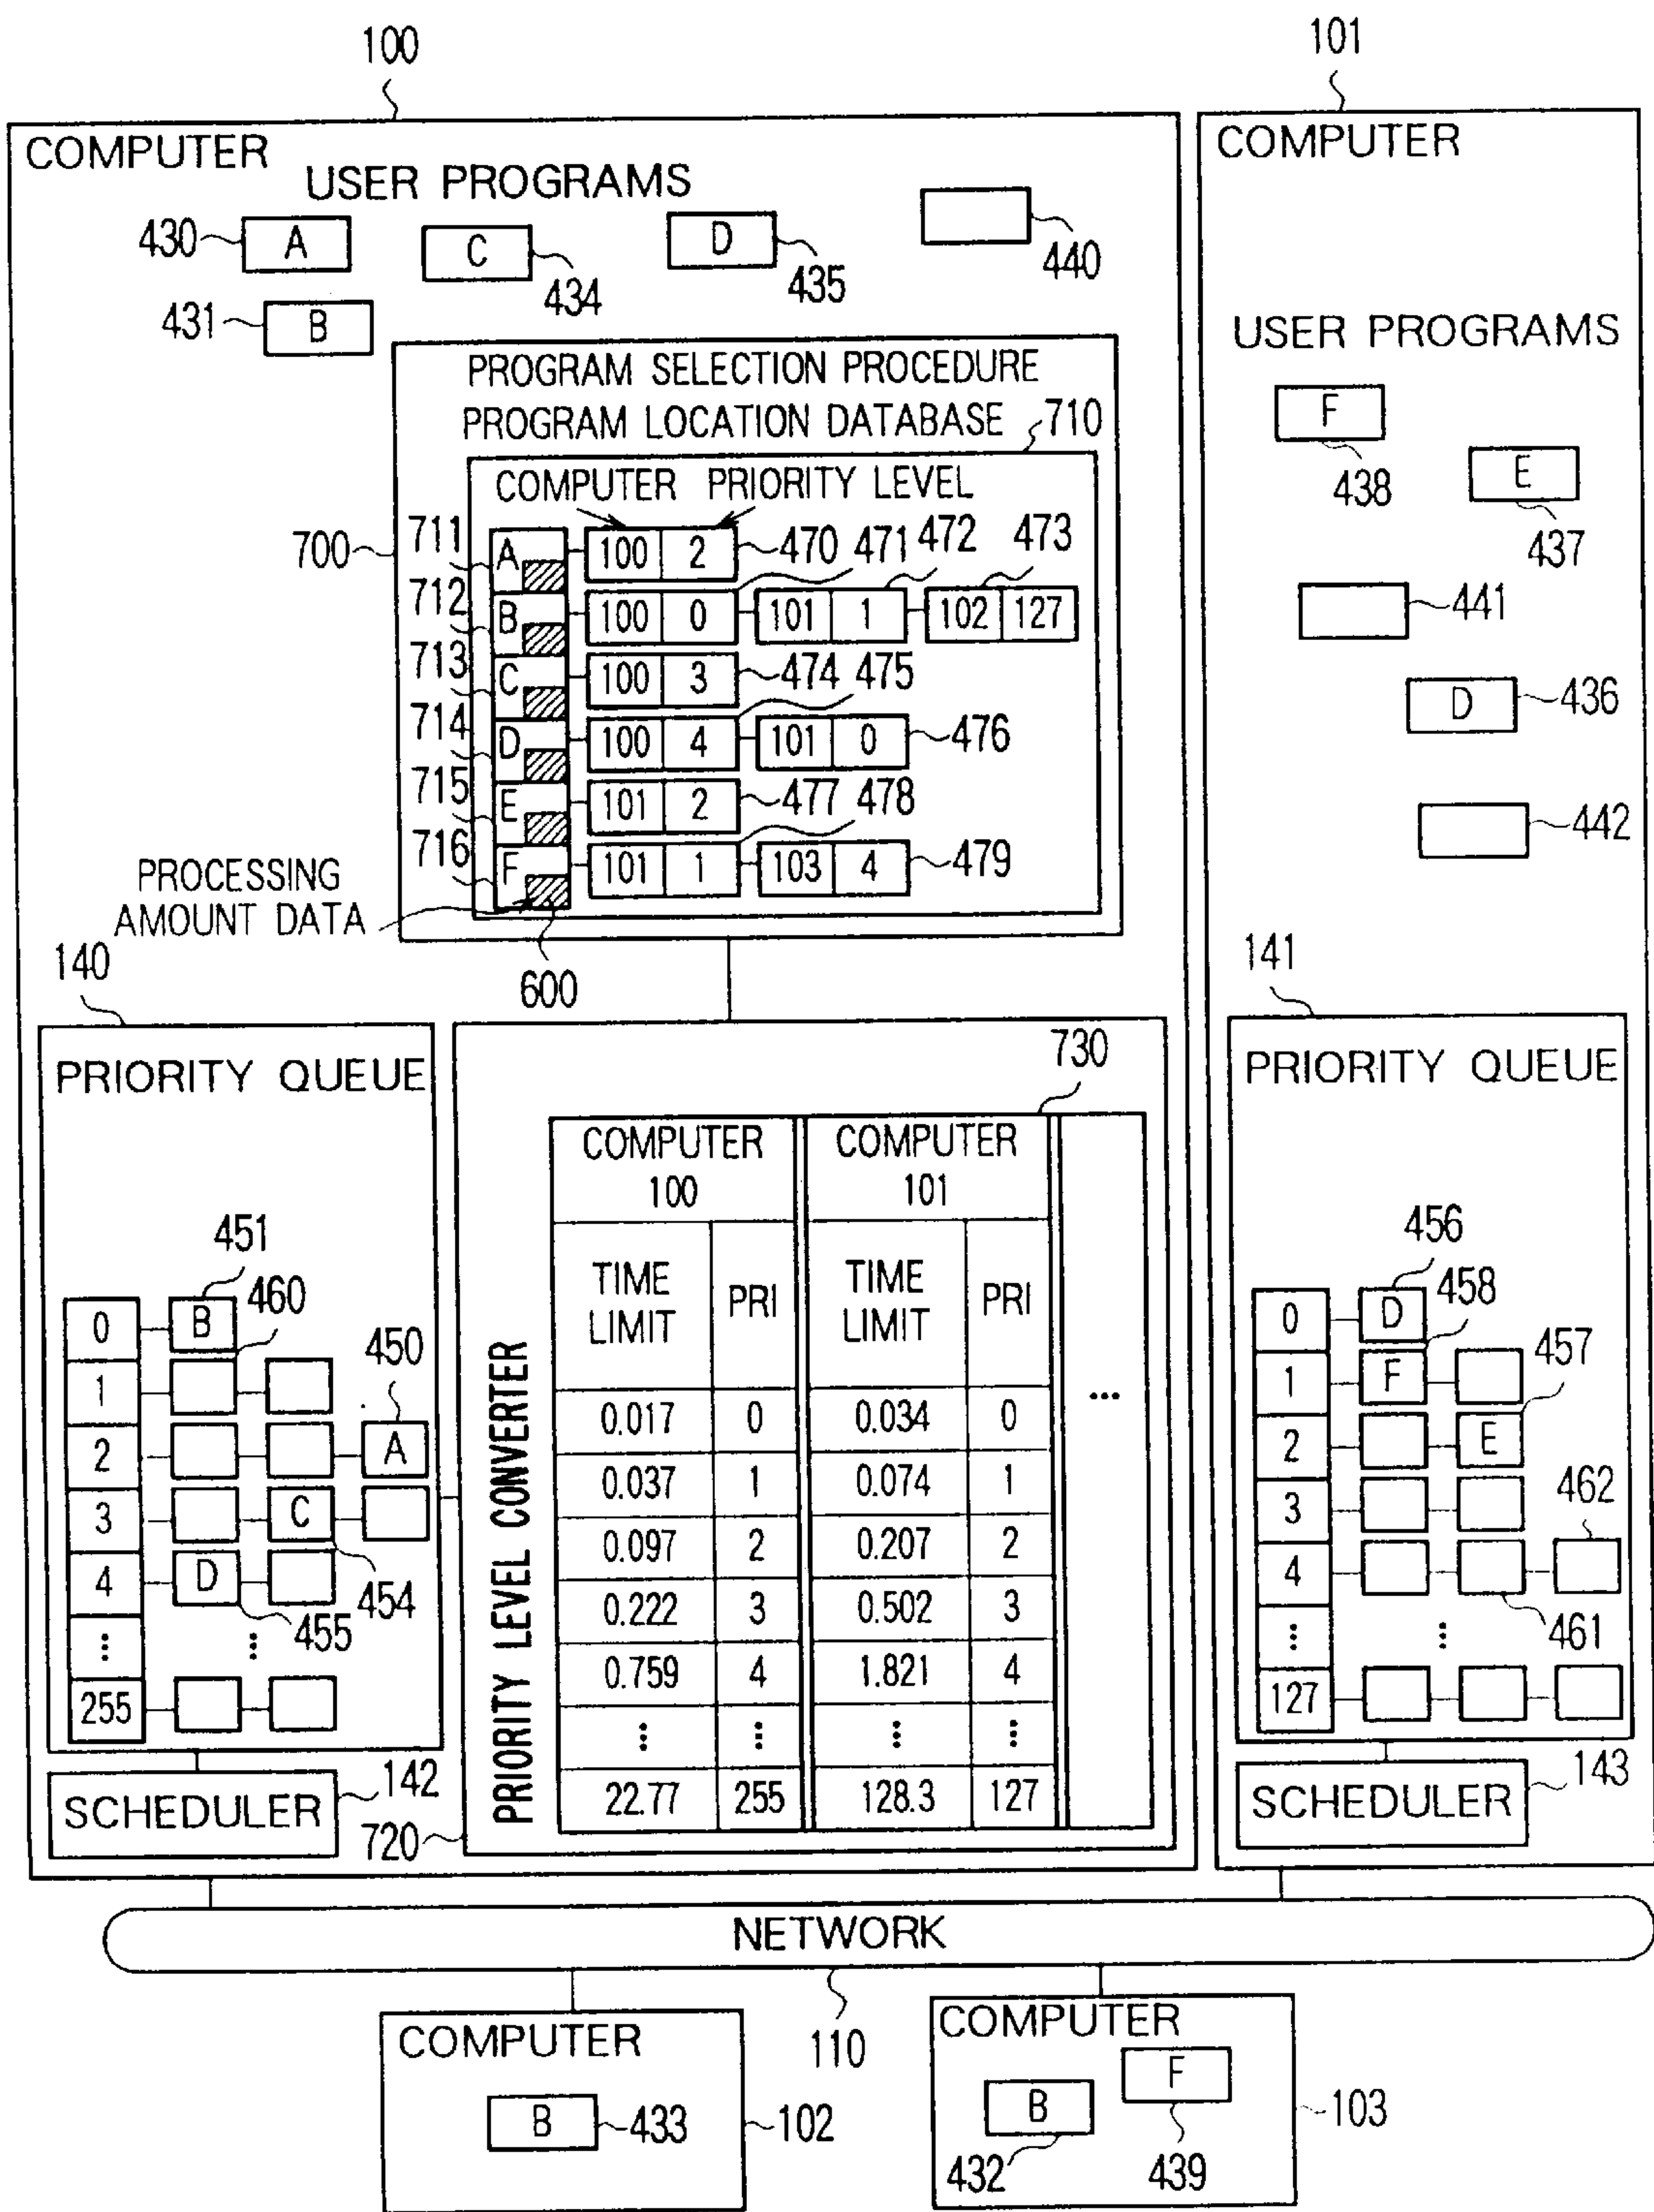 100
101
COMPUTER
USER PROGRAMS
430
A
C
434
D
435
440
431
B
PROGRAM SELECTION PROCEDURE
PROGRAM LOCATION DATABASE
710
COMPUTER PRIORITY LEVEL
700
711
A
100 2
470
471
472
473
712
B
100 0
101 1
102 127
713
C
100 3
474
475
714
D
100 4
101 0
476
715
E
101 2
477
478
716
F
101 1
103 4
479
PROCESSING
AMOUNT DATA
600
COMPUTER
USER PROGRAMS
F
438
E
437
441
D
436
442
140
PRIORITY QUEUE
451
460
450
0 B
1
2 A
3 C
4 D
454
455
⋮ ⋮
255
SCHEDULER
142
720
PRIORITY LEVEL CONVERTER
730
COMPUTER
100
COMPUTER
101
TIME
LIMIT
PRI
TIME
LIMIT
PRI
...
0.017 0 0.034 0
0.037 1 0.074 1
0.097 2 0.207 2
0.222 3 0.502 3
0.759 4 1.821 4
⋮ ⋮ ⋮ ⋮
22.77 255 128.3 127
141
PRIORITY QUEUE
456
458
457
0 D
1 F
2 E
3
462
4
461
⋮ ⋮
127
SCHEDULER
143
NETWORK
110
COMPUTER
B
433
102
COMPUTER
F
B
432
439
103